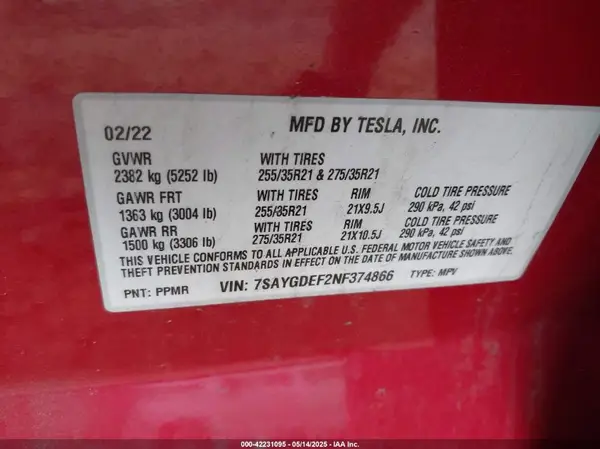 02/22 MFD BY TESLA, INC.
GVWR WITH TIRES
2382 kg (5252 lb) 255/35R21 & 275/35R21
GAWR FRT WITH TIRES RIM COLD TIRE PRESSURE
1363 kg (3004 lb) 255/35R21 21X9.5J 290 kPa, 42 psi
GAWR RR WITH TIRES RIM COLD TIRE PRESSURE
1500 kg (3306 lb) 275/35R21 21X10.5J 290 kPa, 42 psi
THIS VEHICLE CONFORMS TO ALL APPLICABLE U.S. FEDERAL MOTOR VEHICLE SAFETY AND
THEFT PREVENTION STANDARDS IN EFFECT ON THE DATE OF MANUFACTURE SHOWN ABOVE.
PNT: PPMR VIN: 7SAYGDEF2NF374866 TYPE: MPV
000-42231095 - 05/14/2025 - IAA Inc.